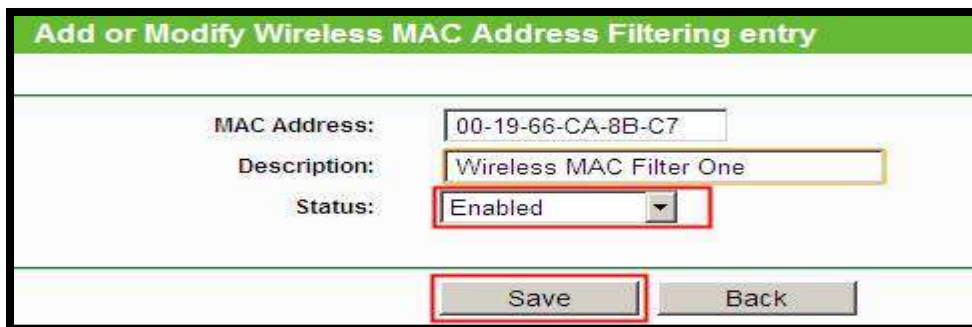 Add or Modify Wireless MAC Address Filtering entry
MAC Address: 00-19-66-CA-8B-C7
Description: Wireless MAC Filter One
Status: Enabled
Save Back